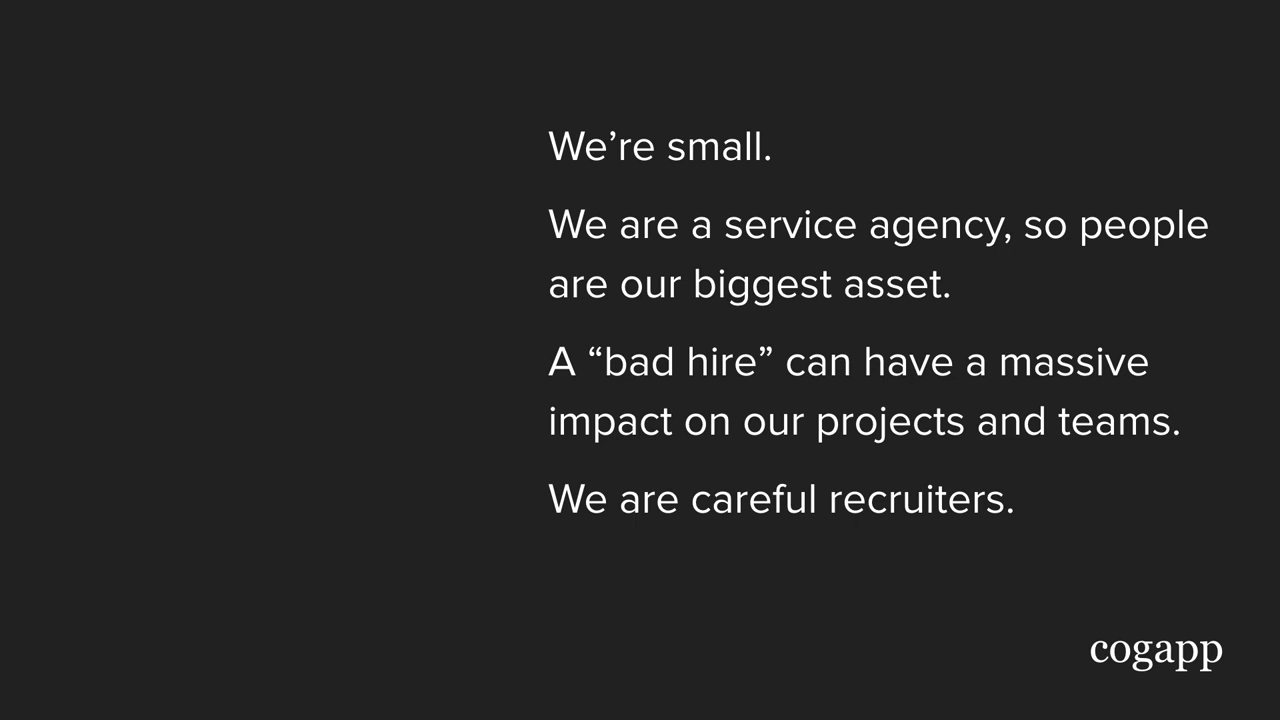 We’re small.
We are a service agency, so people
are our biggest asset.
A “bad hire” can have a massive
impact on our projects and teams.
We are careful recruiters.
cogapp